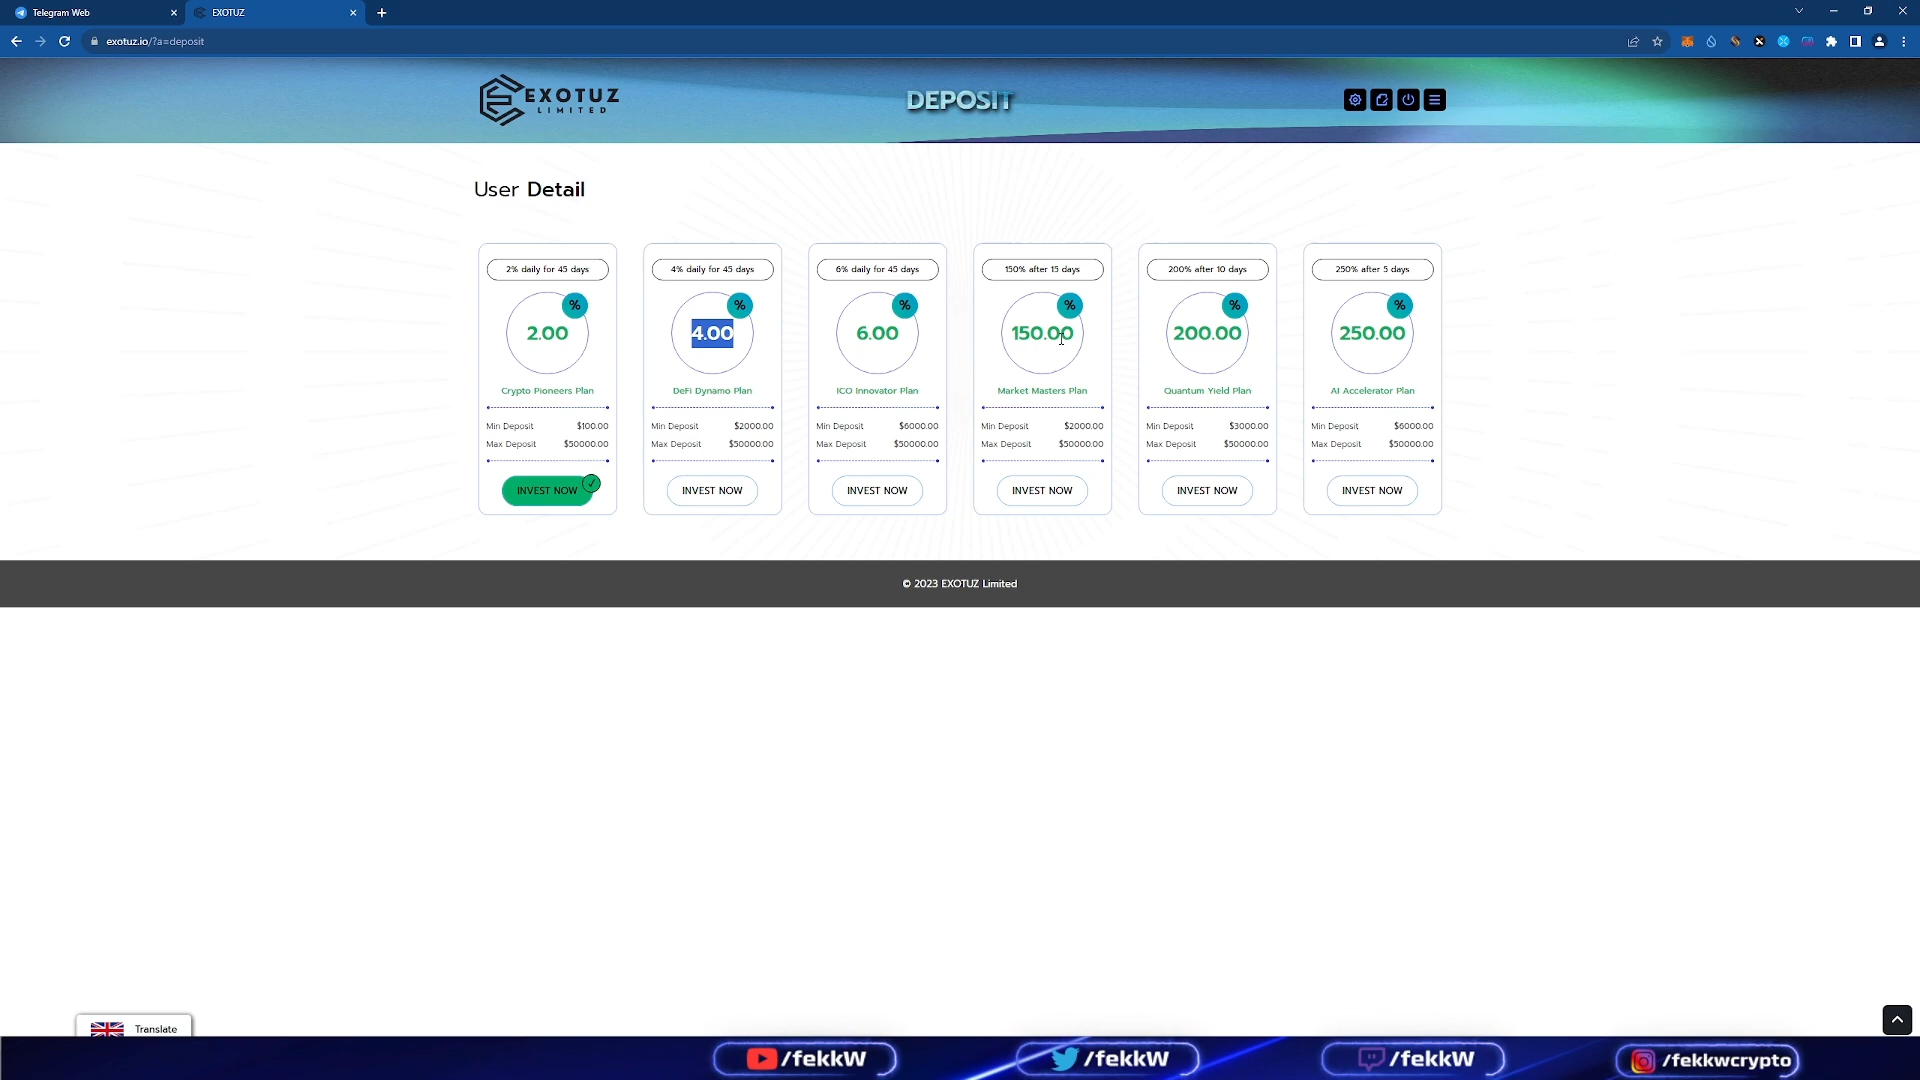 Telegram Web
EXOTUZ
exotuz.io/?a=deposit
EXOTUZ
LIMITED
DEPOSIT
User Detail
2% daily for 45 days
%
2.00
Crypto Pioneers Plan
Min Deposit $100.00
Max Deposit $50000.00
INVEST NOW
4% daily for 45 days
%
4.00
DeFi Dynamo Plan
Min Deposit $2000.00
Max Deposit $50000.00
INVEST NOW
6% daily for 45 days
%
6.00
ICO Innovator Plan
Min Deposit $6000.00
Max Deposit $50000.00
INVEST NOW
150% after 15 days
%
150.00
Market Masters Plan
Min Deposit $2000.00
Max Deposit $50000.00
INVEST NOW
200% after 10 days
%
200.00
Quantum Yield Plan
Min Deposit $3000.00
Max Deposit $50000.00
INVEST NOW
250% after 5 days
%
250.00
AI Accelerator Plan
Min Deposit $6000.00
Max Deposit $50000.00
INVEST NOW
© 2023 EXOTUZ Limited
Translate
/fekkW
/fekkW
/fekkW
/fekkwcrypto